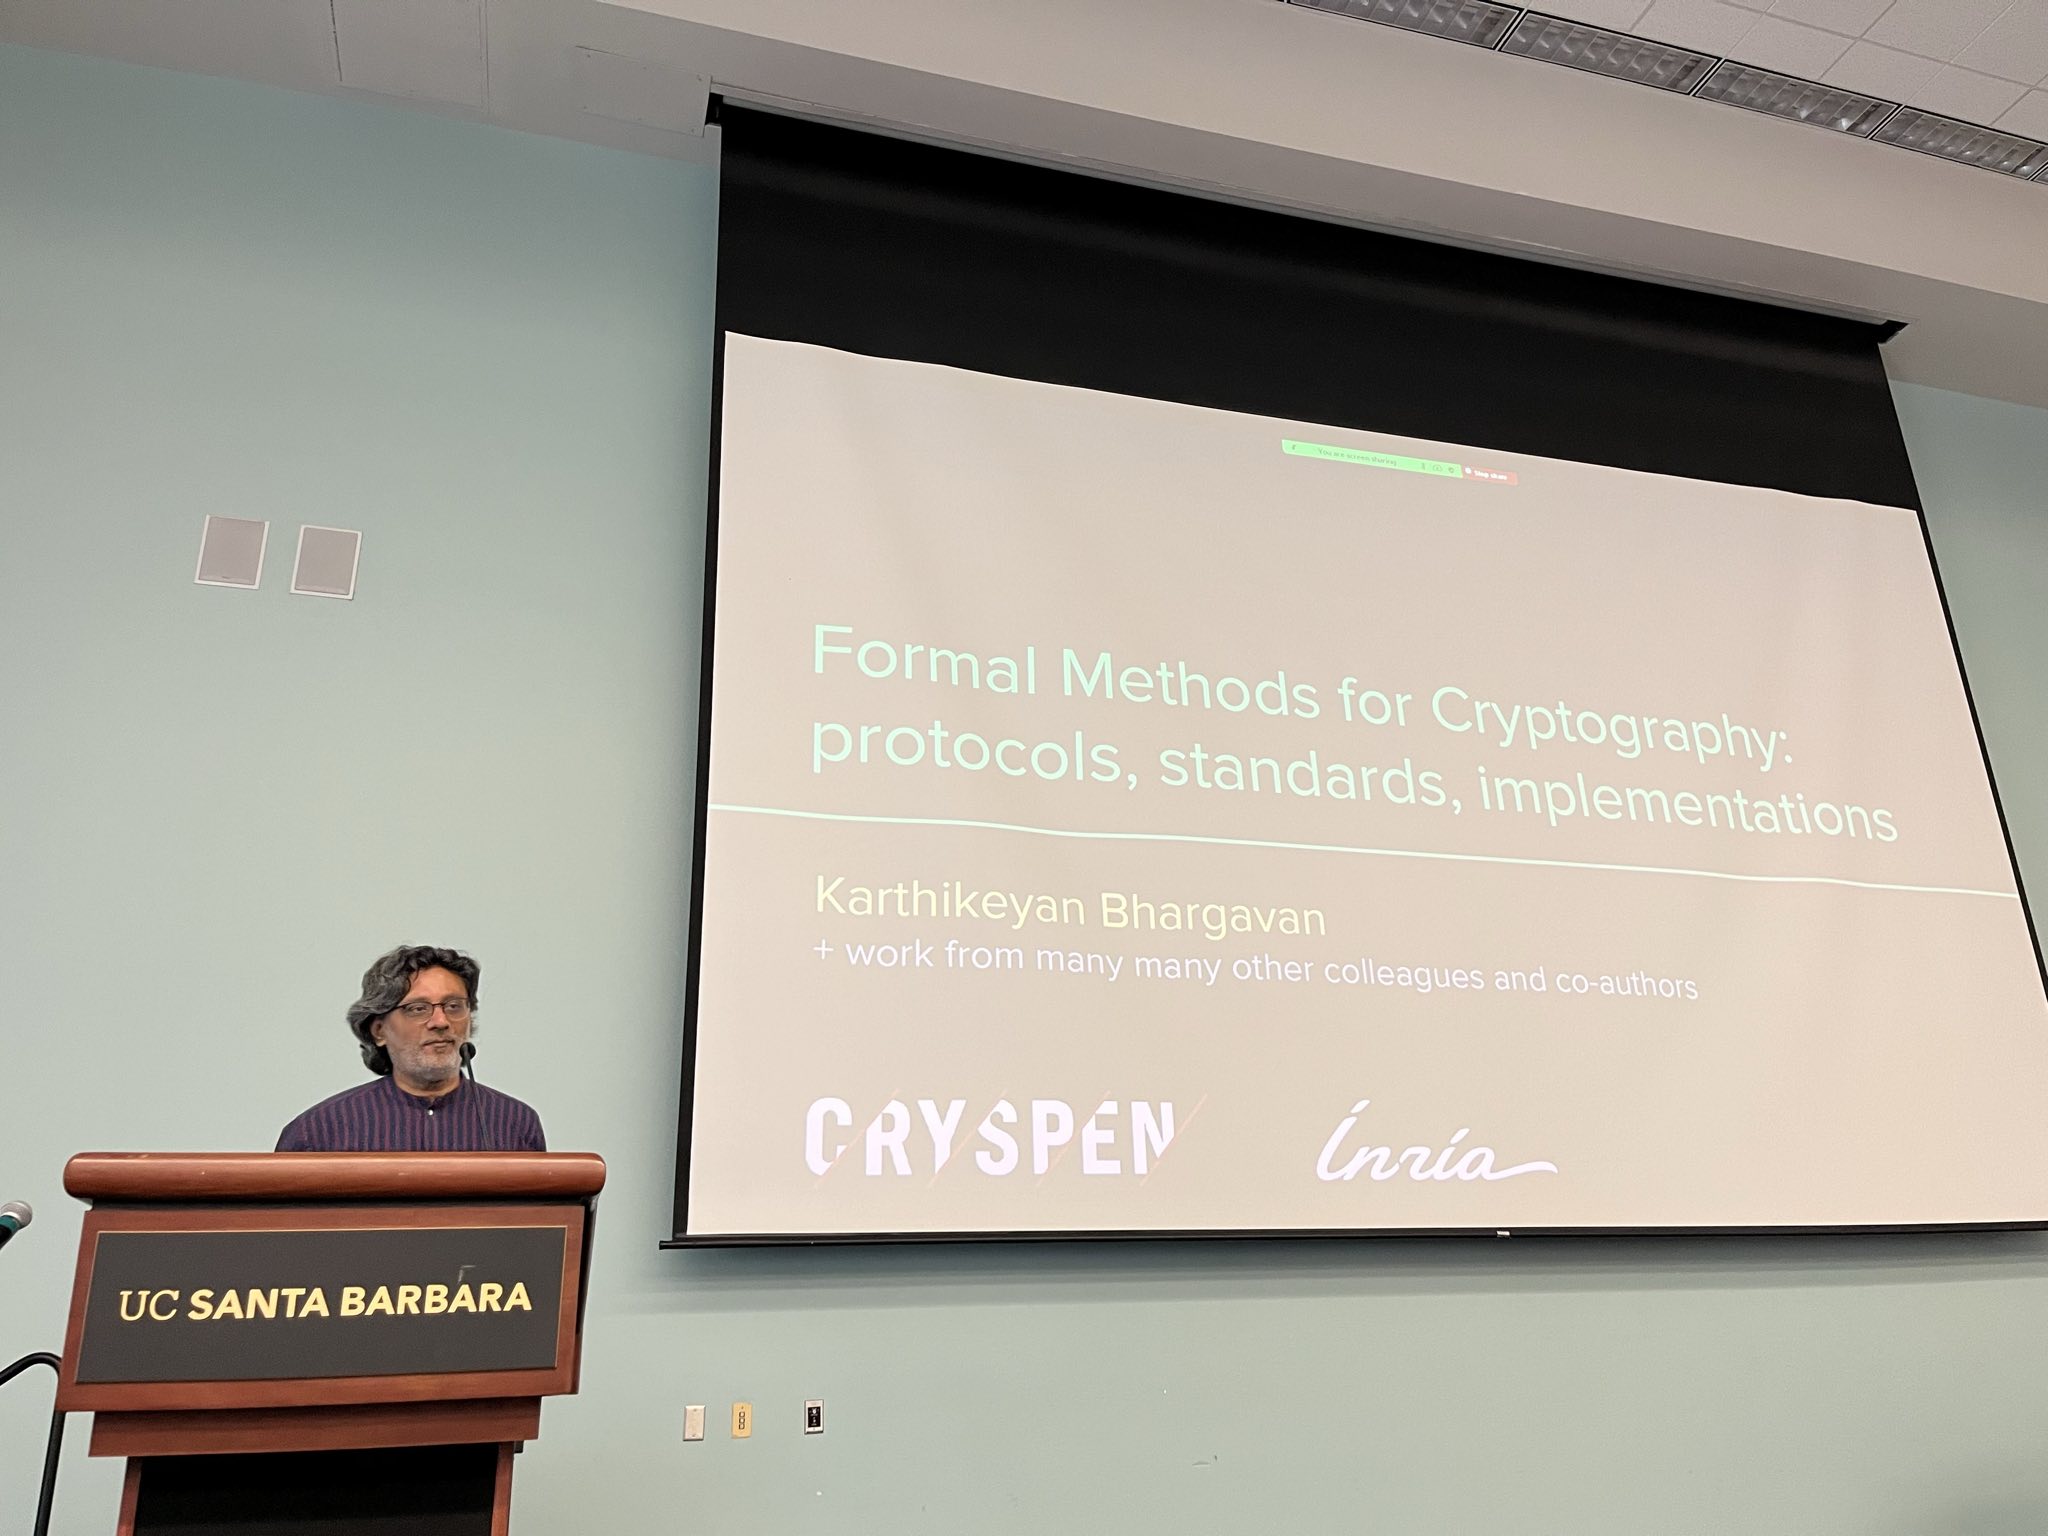 You are screen sharing
Stop share
Formal Methods for Cryptography:
protocols, standards, implementations
Karthikeyan Bhargavan
+ work from many many other colleagues and co-authors
CRYSPEN
Inria
UC SANTA BARBARA